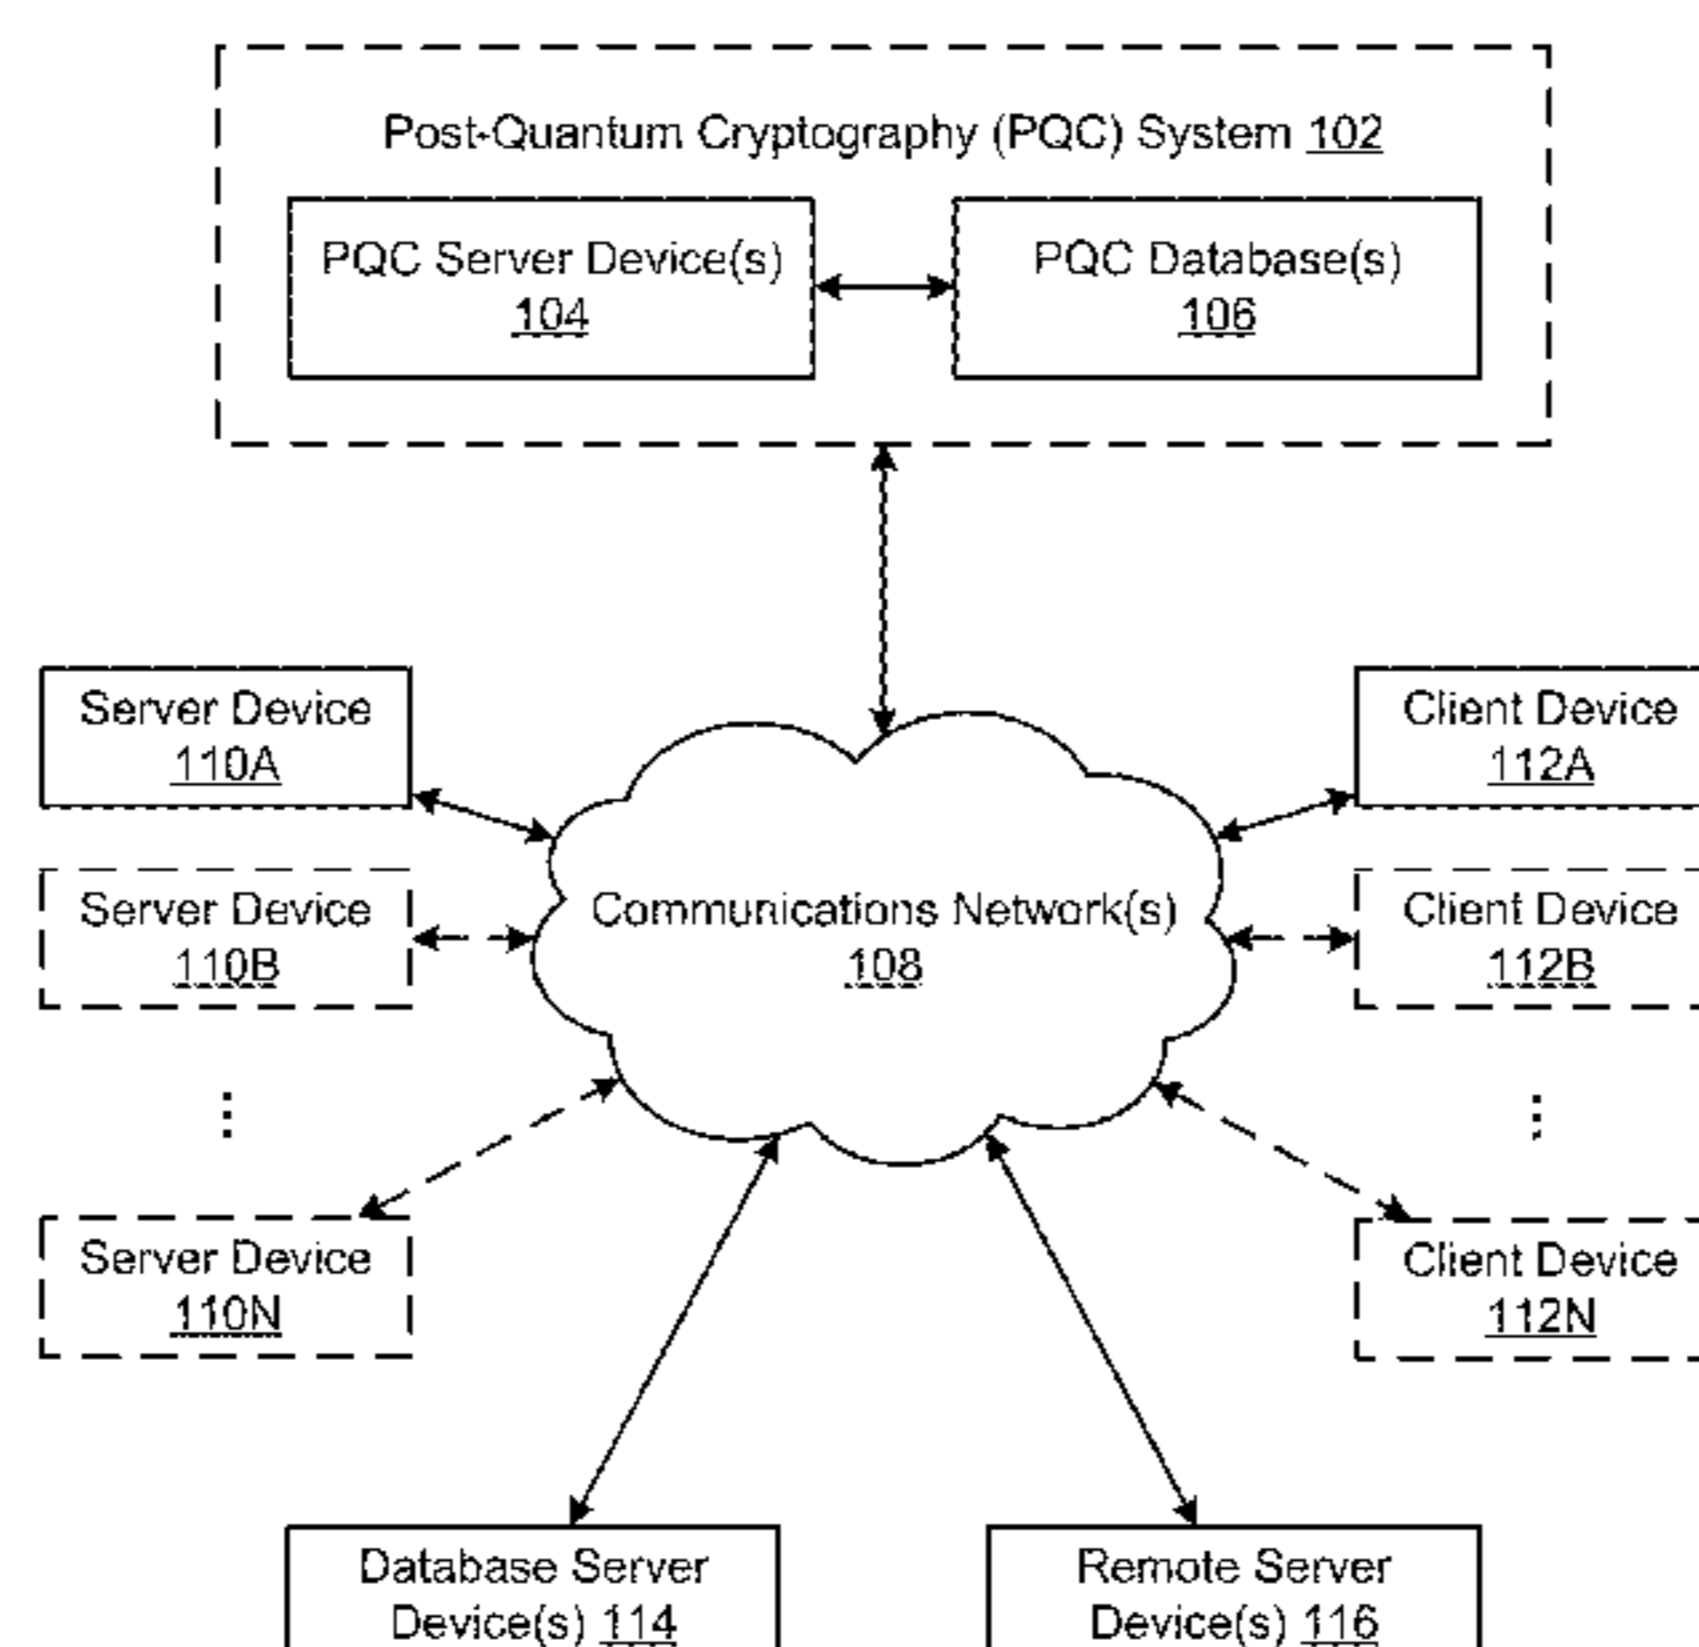 Post-Quantum Cryptography (PQC) System 102
PQC Server Device(s)
104
PQC Database(s)
106
Server Device
110A
Client Device
112A
Server Device
110B
Communications Network(s)
108
Client Device
112B
Server Device
110N
Client Device
112N
Database Server
Device(s) 114
Remote Server
Device(s) 116